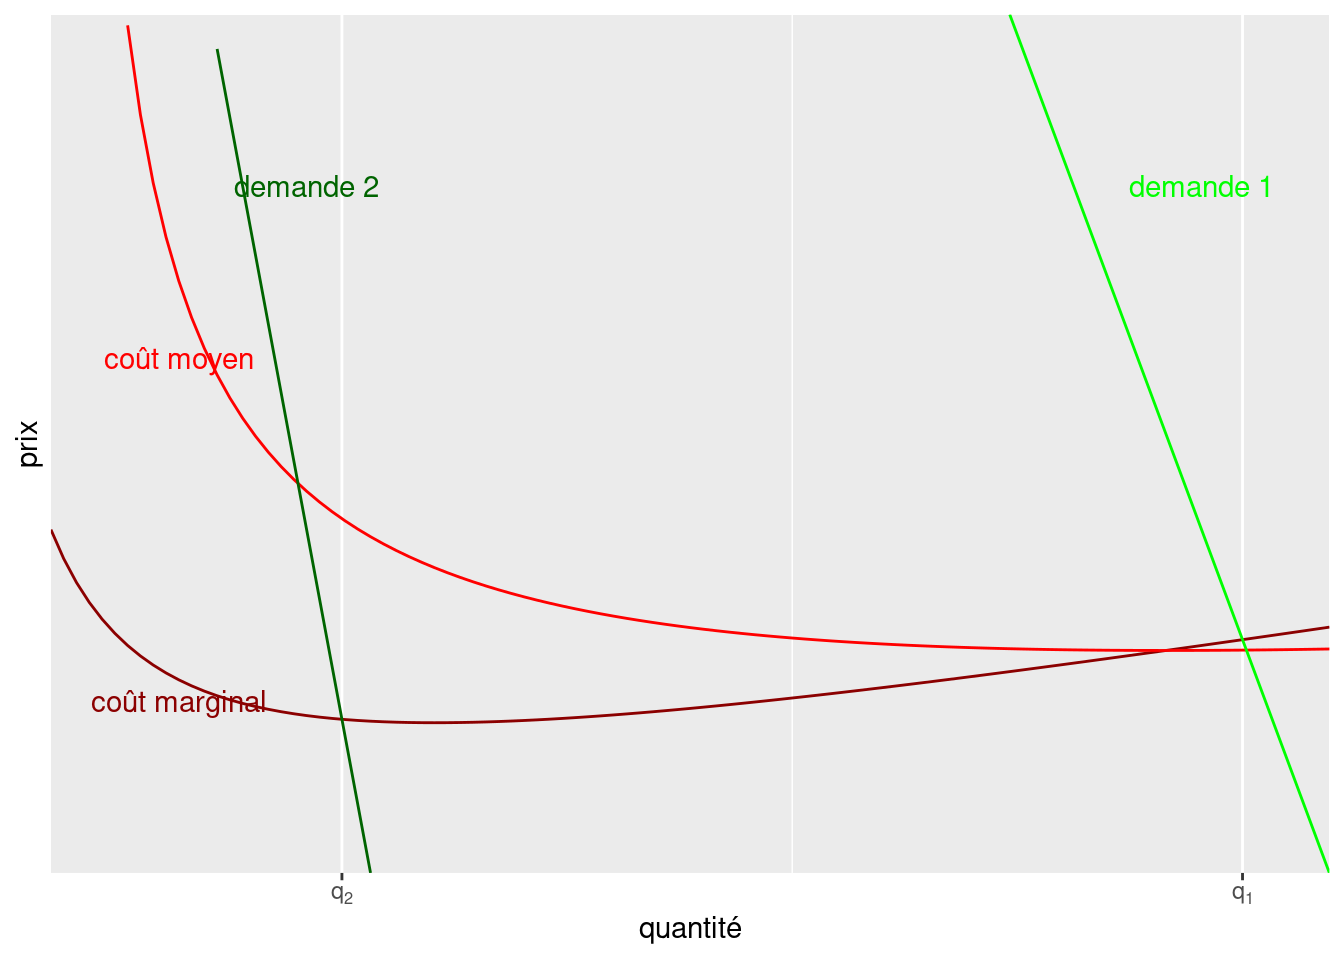 demande 2
demande 1
coût moyen
prix
coût marginal
q₂
q₁
quantité